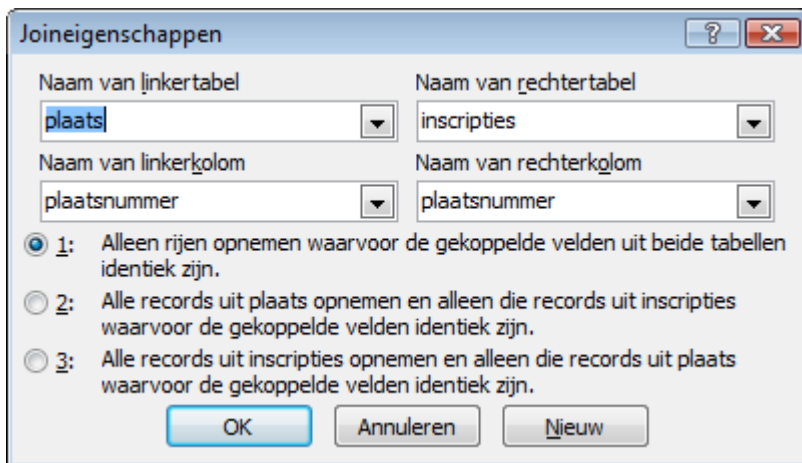 Joineigenschappen
Naam van linkertabel
Naam van rechtertabel
plaats
inscripties
Naam van linkerkolom
Naam van rechterkolom
plaatsnummer
plaatsnummer
1: Alleen rijen opnemen waarvoor de gekoppelde velden uit beide tabellen
identiek zijn.
2: Alle records uit plaats opnemen en alleen die records uit inscripties
waarvoor de gekoppelde velden identiek zijn.
3: Alle records uit inscripties opnemen en alleen die records uit plaats
waarvoor de gekoppelde velden identiek zijn.
OK
Annuleren
Nieuw